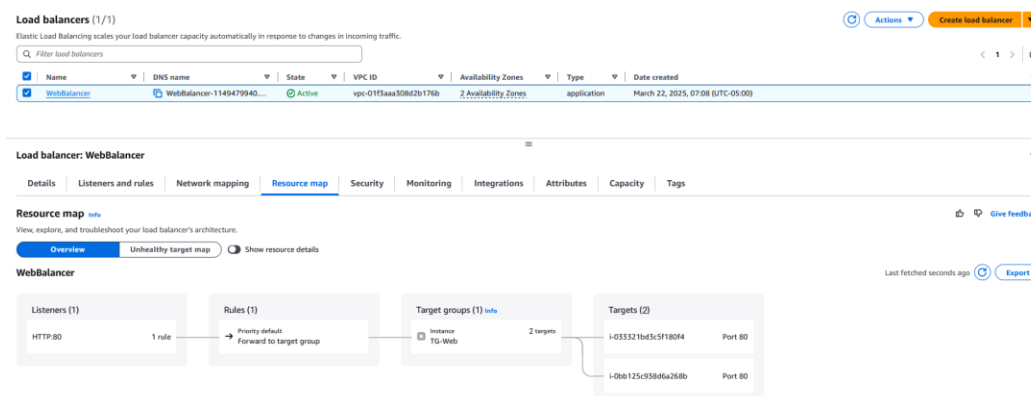 Load balancers (1/1)
Actions
Create load balancer
Elastic Load Balancing scales your load balancer capacity automatically in response to changes in incoming traffic.
Filter load balancers
1
Name DNS name State VPC ID Availability Zones Type Date created
WebBalancer WebBalancer-1149479940.... Active vpc-01f3aaa308d2b176b 2 Availability Zones application March 22, 2025, 07:08 (UTC-05:00)
Load balancer: WebBalancer
Details Listeners and rules Network mapping Resource map Security Monitoring Integrations Attributes Capacity Tags
Resource map Info
Give feedba
View, explore, and troubleshoot your load balancer's architecture.
Overview Unhealthy target map Show resource details
WebBalancer
Last fetched seconds ago Export
Listeners (1) Rules (1) Target groups (1) Info Targets (2)
HTTP:80 1 rule
Priority default
Forward to target group
Instance 2 targets
TG-Web
i-033321bd3c5f180f4 Port 80
i-0bb125c938d6a268b Port 80